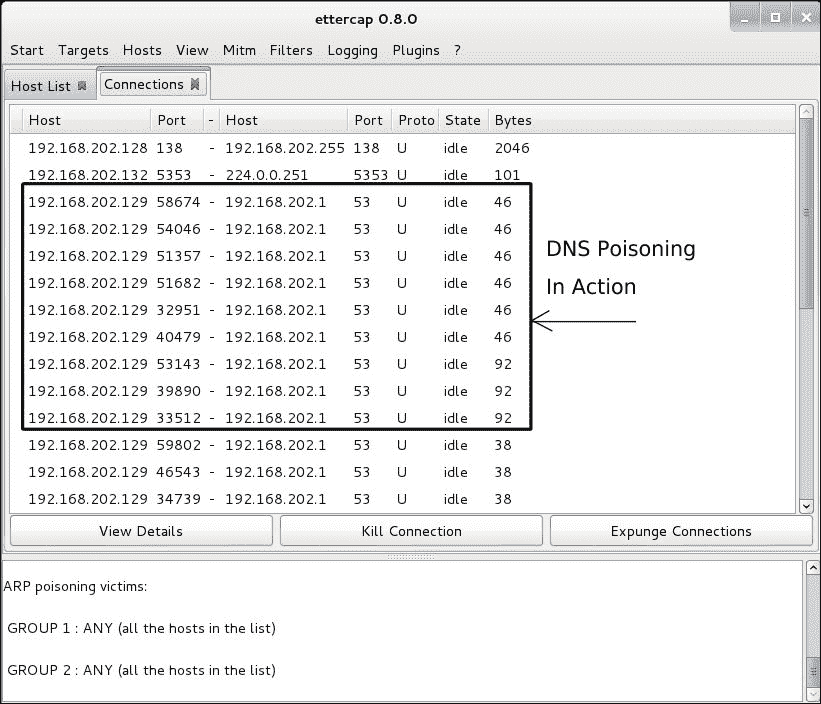 ettercap 0.8.0
Start Targets Hosts View Mitm Filters Logging Plugins ?
Host List Connections
Host Port - Host Port Proto State Bytes
192.168.202.128 138 - 192.168.202.255 138 U idle 2046
192.168.202.132 5353 - 224.0.0.251 5353 U idle 101
192.168.202.129 58674 - 192.168.202.1 53 U idle 46
192.168.202.129 54046 - 192.168.202.1 53 U idle 46
192.168.202.129 51357 - 192.168.202.1 53 U idle 46
192.168.202.129 51682 - 192.168.202.1 53 U idle 46
192.168.202.129 32951 - 192.168.202.1 53 U idle 46
192.168.202.129 40479 - 192.168.202.1 53 U idle 46
192.168.202.129 53143 - 192.168.202.1 53 U idle 92
192.168.202.129 39890 - 192.168.202.1 53 U idle 92
192.168.202.129 33512 - 192.168.202.1 53 U idle 92
192.168.202.129 59802 - 192.168.202.1 53 U idle 38
192.168.202.129 46543 - 192.168.202.1 53 U idle 38
192.168.202.129 34739 - 192.168.202.1 53 U idle 38
DNS Poisoning
In Action
View Details Kill Connection Expunge Connections
ARP poisoning victims:
GROUP 1 : ANY (all the hosts in the list)
GROUP 2 : ANY (all the hosts in the list)